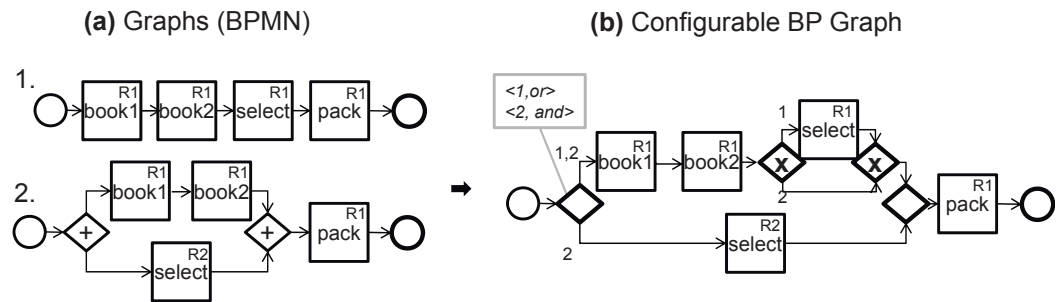 (a) Graphs (BPMN)
(b) Configurable BP Graph
1.
R1
book1
R1
book2
R1
select
R1
pack
2.
+
R1
book1
R1
book2
R2
select
+
R1
pack
<1,or>
<2, and>
1,2
2
R1
book1
R1
book2
X
1
2
R1
select
X
R2
select
R1
pack